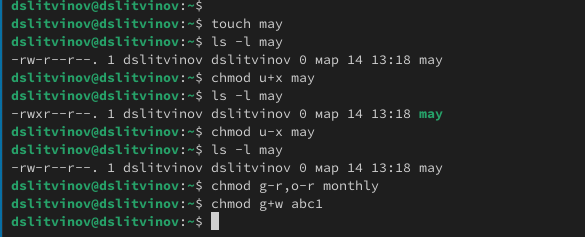 dslitvinov@dslitvinov:~$
dslitvinov@dslitvinov:~$ touch may
dslitvinov@dslitvinov:~$ ls -l may
-rw-r--r--. 1 dslitvinov dslitvinov 0 мар 14 13:18 may
dslitvinov@dslitvinov:~$ chmod u+x may
dslitvinov@dslitvinov:~$ ls -l may
-rwxr--r--. 1 dslitvinov dslitvinov 0 мар 14 13:18 may
dslitvinov@dslitvinov:~$ chmod u-x may
dslitvinov@dslitvinov:~$ ls -l may
-rw-r--r--. 1 dslitvinov dslitvinov 0 мар 14 13:18 may
dslitvinov@dslitvinov:~$ chmod g-r,o-r monthly
dslitvinov@dslitvinov:~$ chmod g+w abc1
dslitvinov@dslitvinov:~$